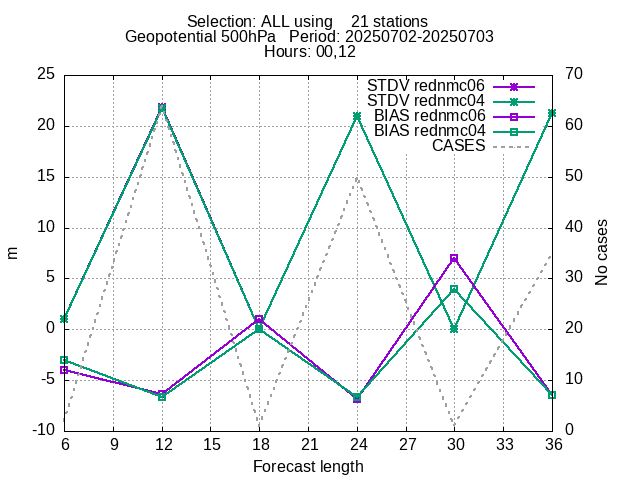 Selection: ALL using    21 stations
Geopotential 500hPa   Period: 20250702-20250703
Hours: 00,12
STDV rednmc06
STDV rednmc04
BIAS rednmc06
BIAS rednmc04
CASES
25
20
15
10
5
0
-5
-10
m
70
60
50
40
30
20
10
0
No cases
6 9 12 15 18 21 24 27 30 33 36
Forecast length